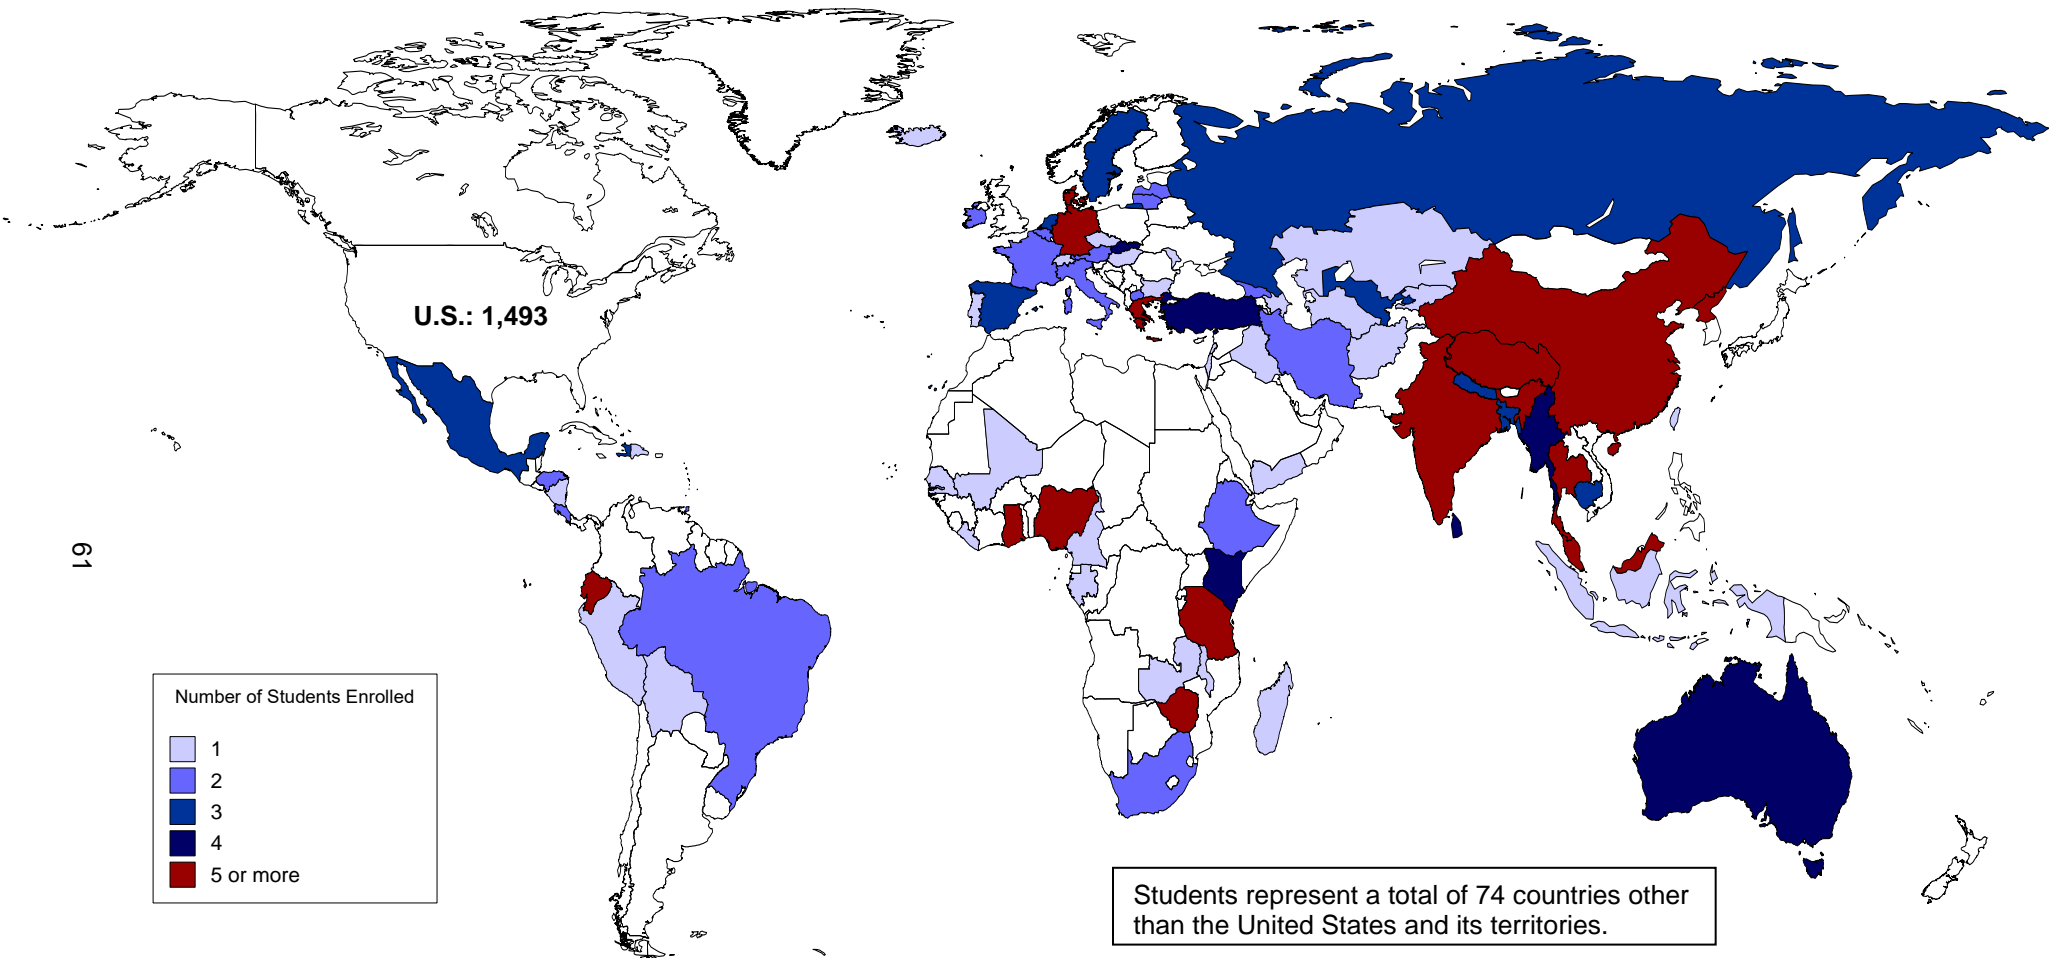 U.S.: 1,493
61
Number of Students Enrolled
1
2
3
4
5 or more
Students represent a total of 74 countries other
than the United States and its territories.